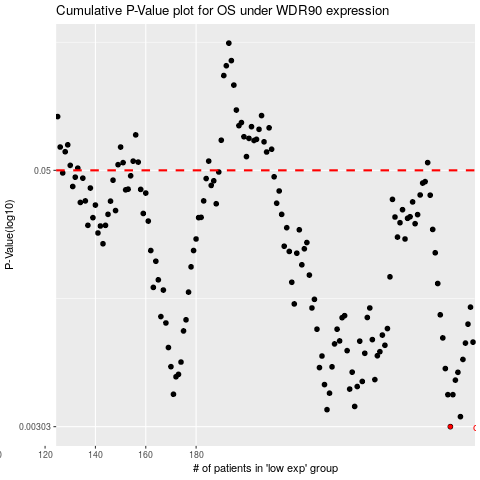 Cumulative P-Value plot for OS under WDR90 expression
P-Value(log10)
0.05
0.00303
0 120 140 160 180
# of patients in 'low exp' group